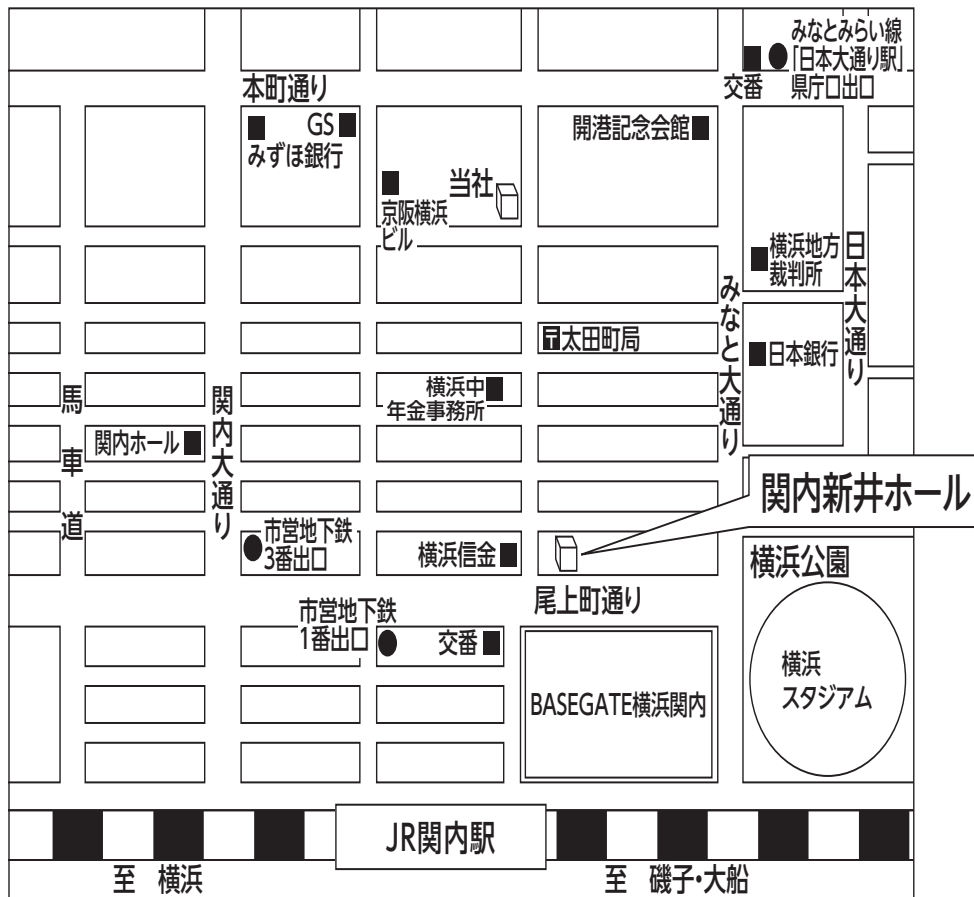 みなとみらい線
「日本大通り駅」
県庁口出口
交番
本町通り
GS
みずほ銀行
開港記念会館
当社
京阪横浜
ビル
横浜地方
裁判所
日本大通り
みなと大通り
太田町局
日本銀行
横浜中
年金事務所
馬車道
関内大通り
関内ホール
関内新井ホール
市営地下鉄
3番出口
横浜信金
横浜公園
尾上町通り
市営地下鉄
1番出口
交番
横浜
スタジアム
BASEGATE横浜関内
JR関内駅
至 横浜
至 磯子・大船